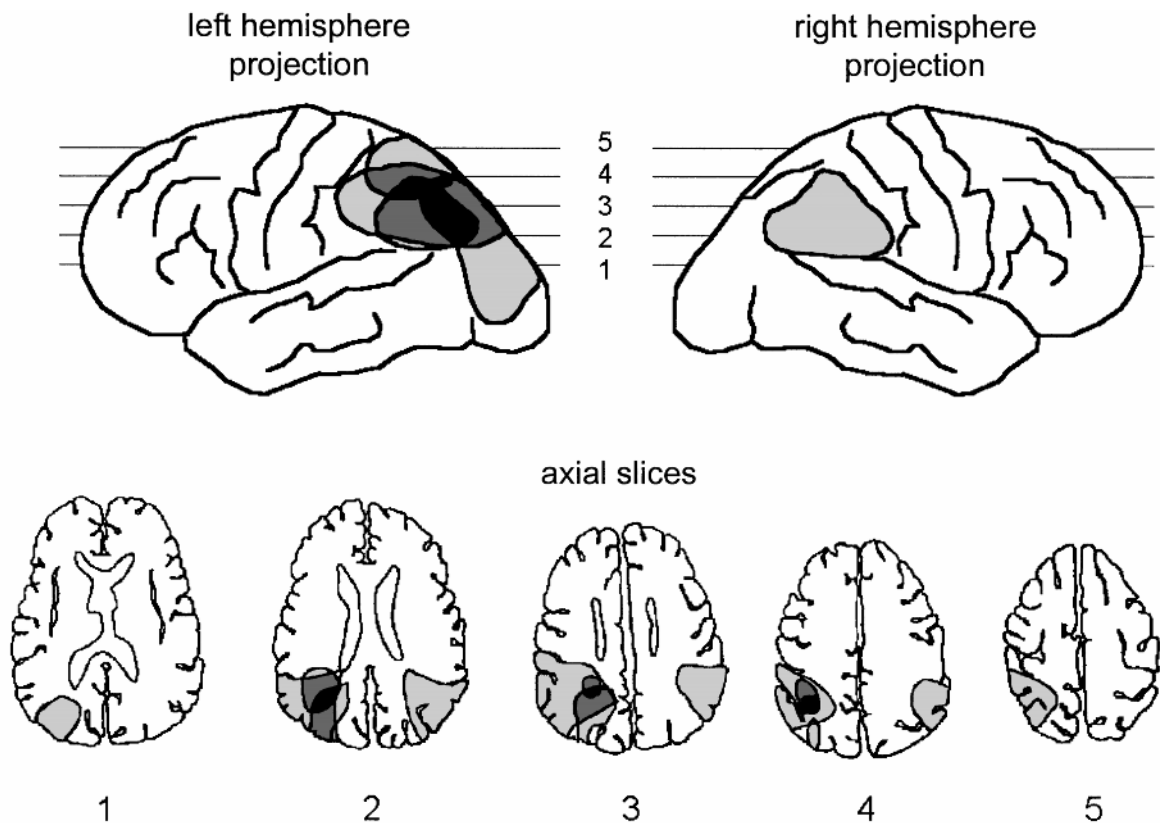 left hemisphere
projection
right hemisphere
projection
5
4
3
2
1
axial slices
1
2
3
4
5